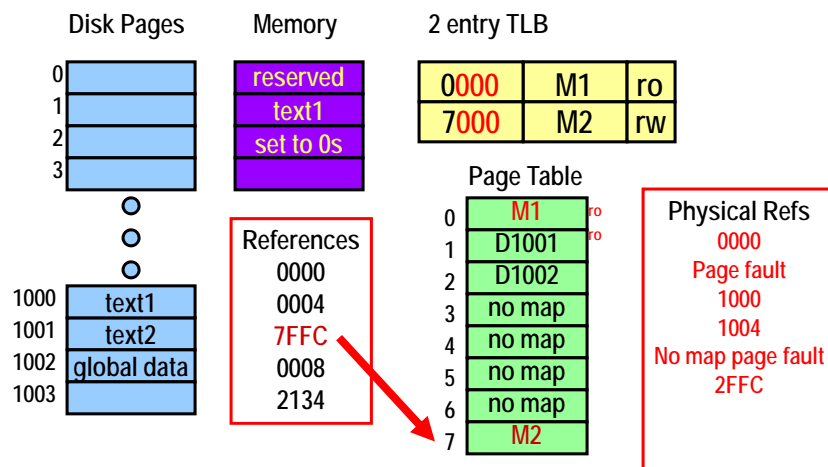 Disk Pages
0
1
2
3
1000 text1
1001 text2
1002 global data
1003
Memory
reserved
text1
set to 0s
2 entry TLB
0000 M1 ro
7000 M2 rw
References
0000
0004
7FFC
0008
2134
Page Table
0 M1 ro
1 D1001 ro
2 D1002
3 no map
4 no map
5 no map
6 no map
7 M2
Physical Refs
0000
Page fault
1000
1004
No map page fault
2FFC